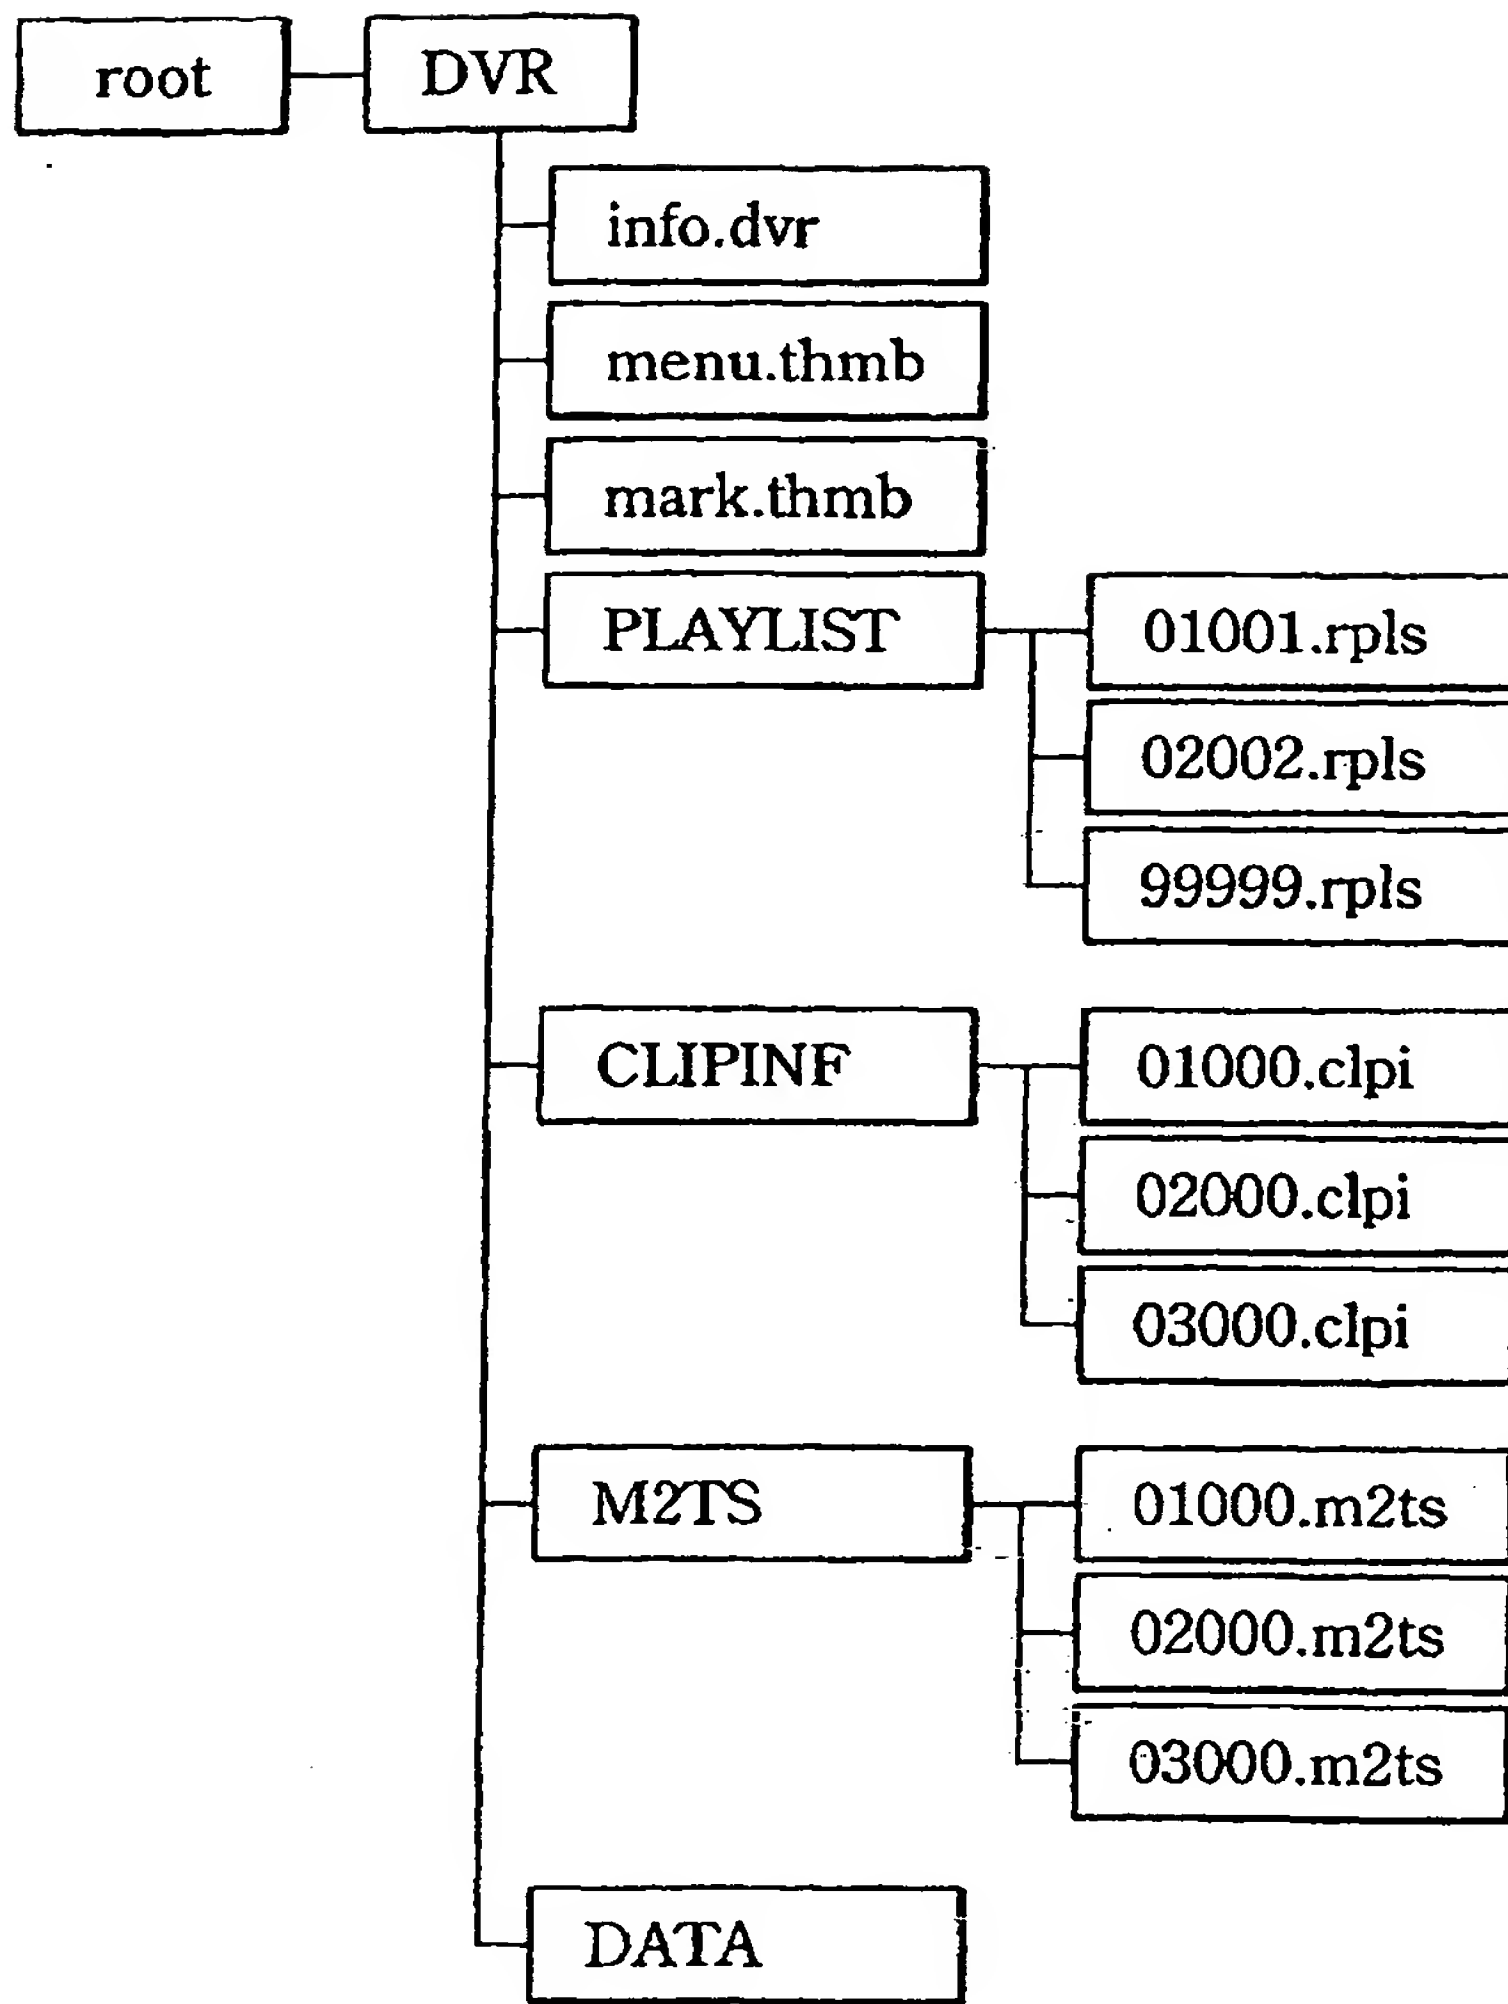 root
DVR
info.dvr
menu.thmb
mark.thmb
PLAYLIST
01001.rpls
02002.rpls
99999.rpls
CLIPINF
01000.clpi
02000.clpi
03000.clpi
M2TS
01000.m2ts
02000.m2ts
03000.m2ts
DATA